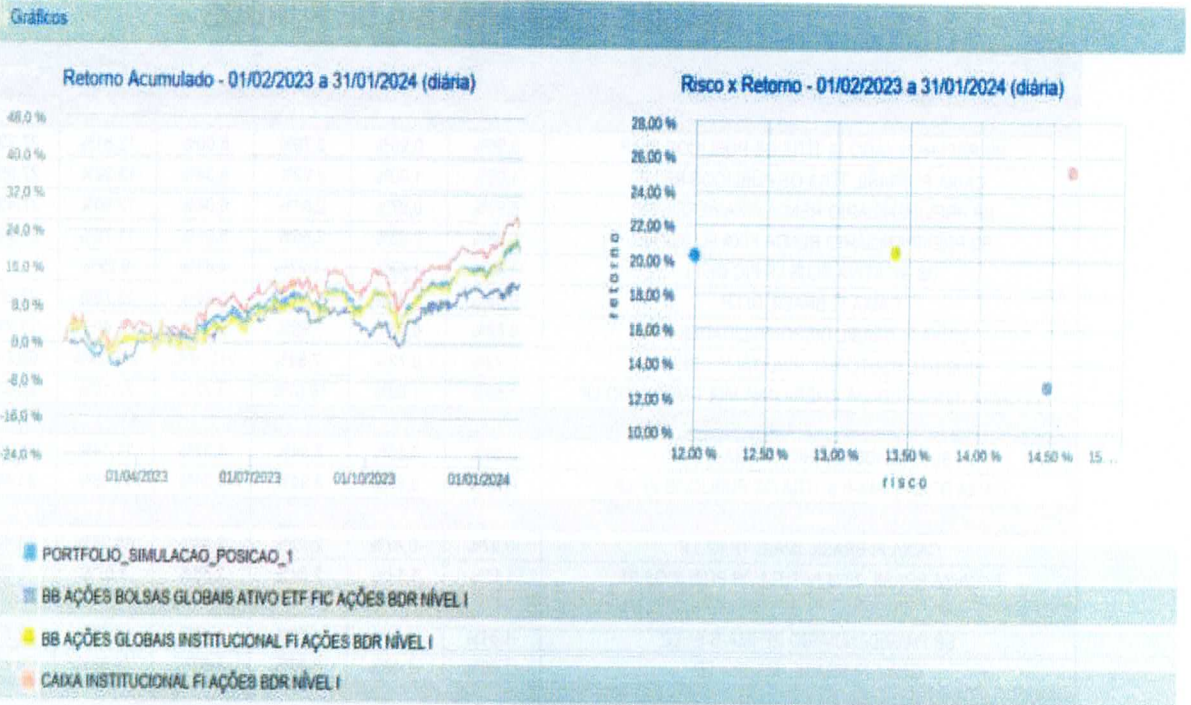 Gráficos
Retorno Acumulado - 01/02/2023 a 31/01/2024 (diária)
48,0 %
40,0 %
32,0 %
24,0 %
16,0 %
8,0 %
0,0 %
-8,0 %
-16,0 %
-24,0 %
01/04/2023 01/07/2023 01/10/2023 01/01/2024
Risco x Retorno - 01/02/2023 a 31/01/2024 (diária)
28,00 %
26,00 %
24,00 %
22,00 %
20,00 %
18,00 %
16,00 %
14,00 %
12,00 %
10,00 %
retorno
12,00 % 12,50 % 13,00 % 13,50 % 14,00 % 14,50 % 15. ...
risco
PORTFOLIO_SIMULACAO_POSICAO_1
BB AÇÕES BOLSAS GLOBAIS ATIVO ETF FIC AÇÕES BDR NÍVEL I
BB AÇÕES GLOBAIS INSTITUCIONAL FI AÇÕES BDR NÍVEL I
CAIXA INSTITUCIONAL FI AÇÕES BDR NÍVEL I